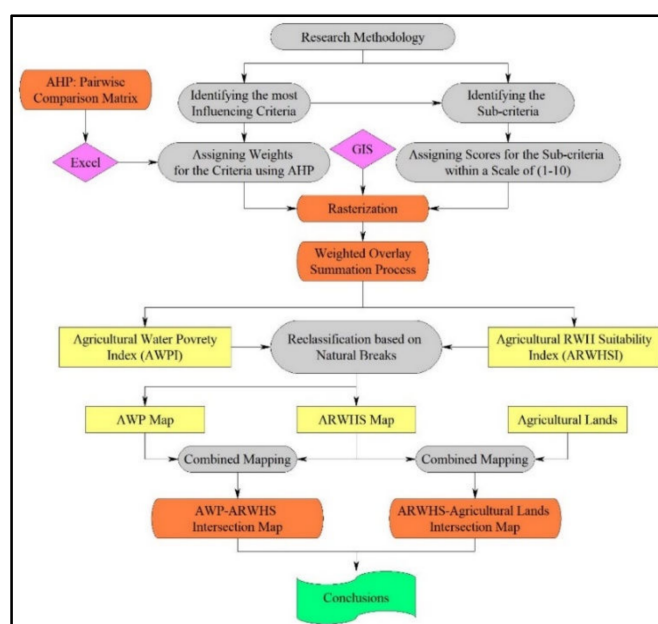 Research Methodology
AHP: Pairwise
Comparison Matrix
Identifying the most
Influencing Criteria
Identifying the
Sub-criteria
Excel
Assigning Weights
for the Criteria using AHP
GIS
Assigning Scores for the Sub-criteria
within a Scale of (1-10)
Rasterization
Weighted Overlay
Summation Process
Agricultural Water Povrety
Index (AWPI)
Reclassification based on
Natural Breaks
Agricultural RWH Suitability
Index (ARWHSI)
AWP Map
ARWHS Map
Agricultural Lands
Combined Mapping
Combined Mapping
AWP-ARWHS
Intersection Map
ARWHS-Agricultural Lands
Intersection Map
Conclusions